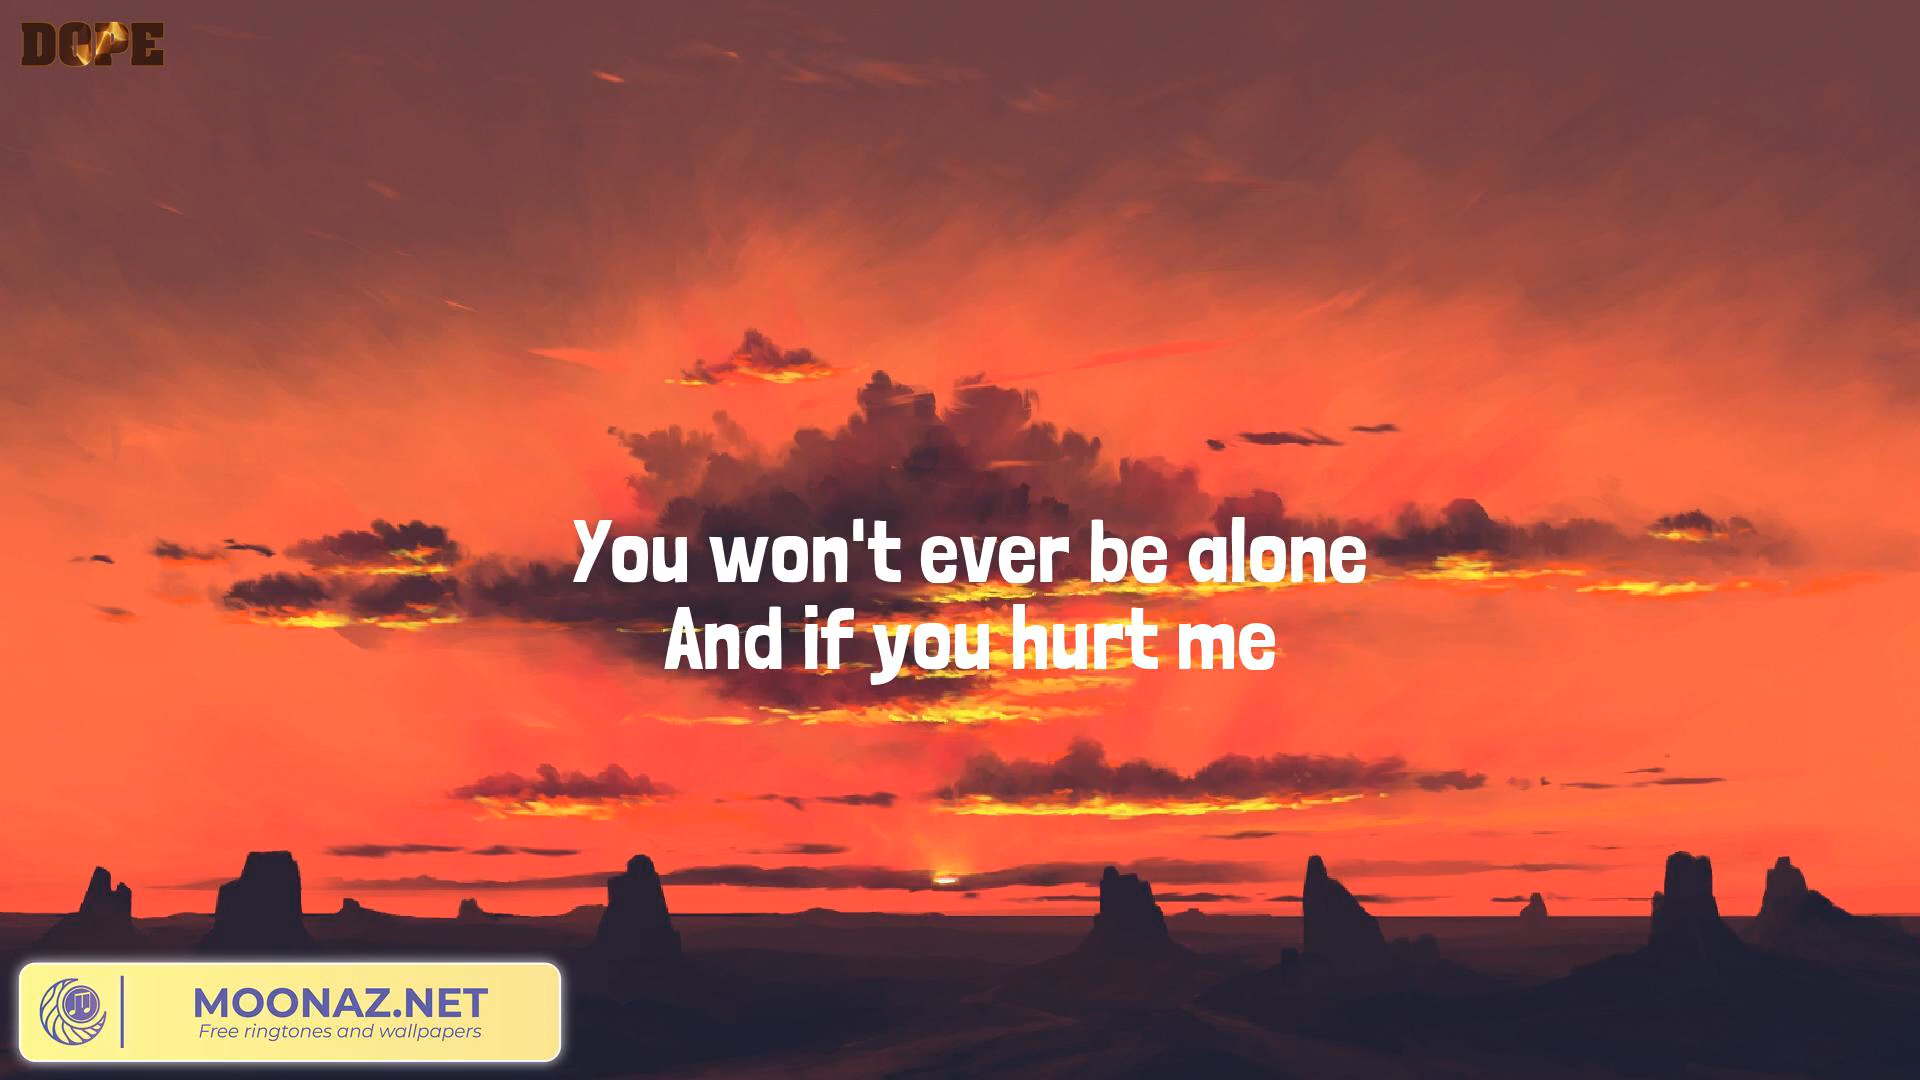 DOPE
You won't ever be alone
And if you hurt me
MOONAZ.NET
Free ringtones and wallpapers